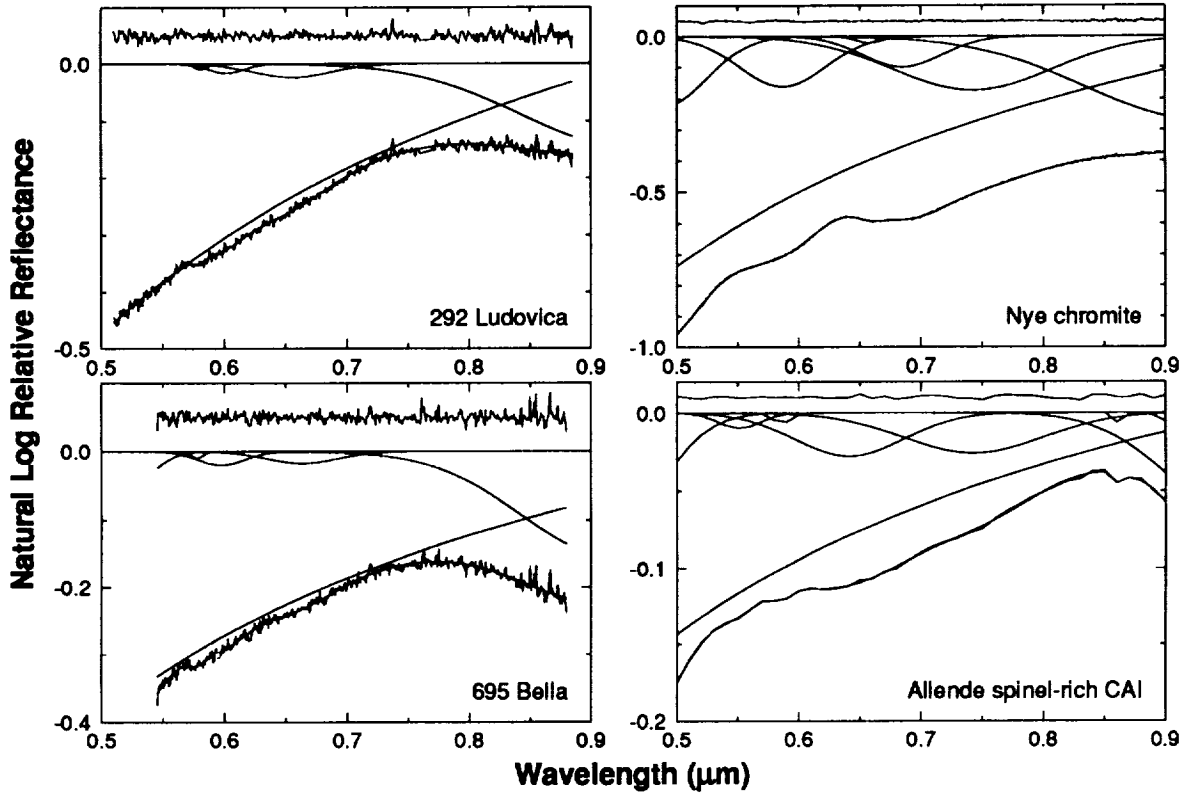 Natural Log Relative Reflectance
0.0
-0.5
0.5 0.6 0.7 0.8 0.9
292 Ludovica
0.0
-0.5
-1.0
0.5 0.6 0.7 0.8 0.9
Nye chromite
0.0
-0.2
-0.4
0.5 0.6 0.7 0.8 0.9
695 Bella
0.0
-0.1
-0.2
0.5 0.6 0.7 0.8 0.9
Allende spinel-rich CAI
Wavelength (μm)